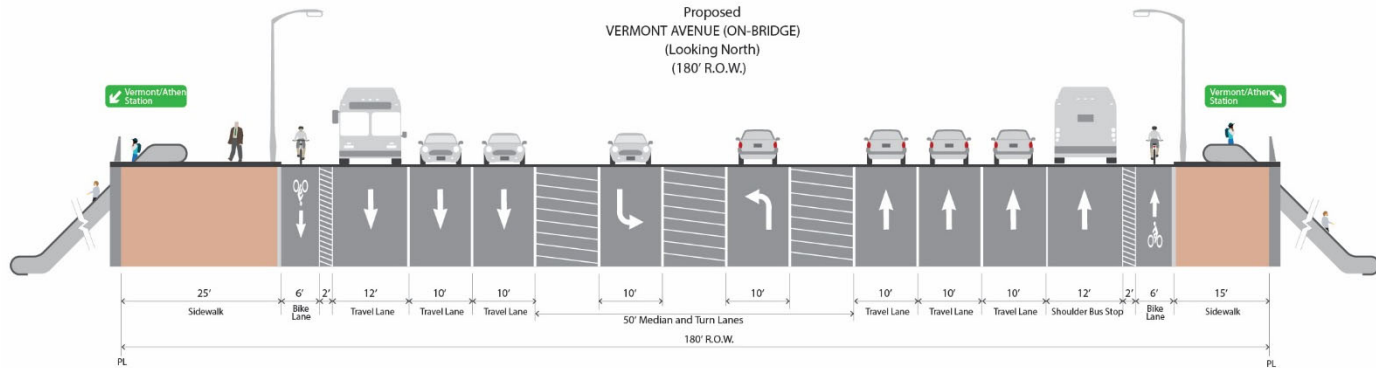 Proposed
VERMONT AVENUE (ON-BRIDGE)
(Looking North)
(180' R.O.W.)
Vermont/Athen
Station
Vermont/Athen
Station
25'
6'
2'
12'
10'
10'
10'
10'
10'
10'
10'
12'
2'
6'
15'
Sidewalk
Bike
Lane
Travel Lane
Travel Lane
Travel Lane
50' Median and Turn Lanes
Travel Lane
Travel Lane
Travel Lane
Shoulder Bus Stop
Bike
Lane
Sidewalk
180' R.O.W.
PL
PL